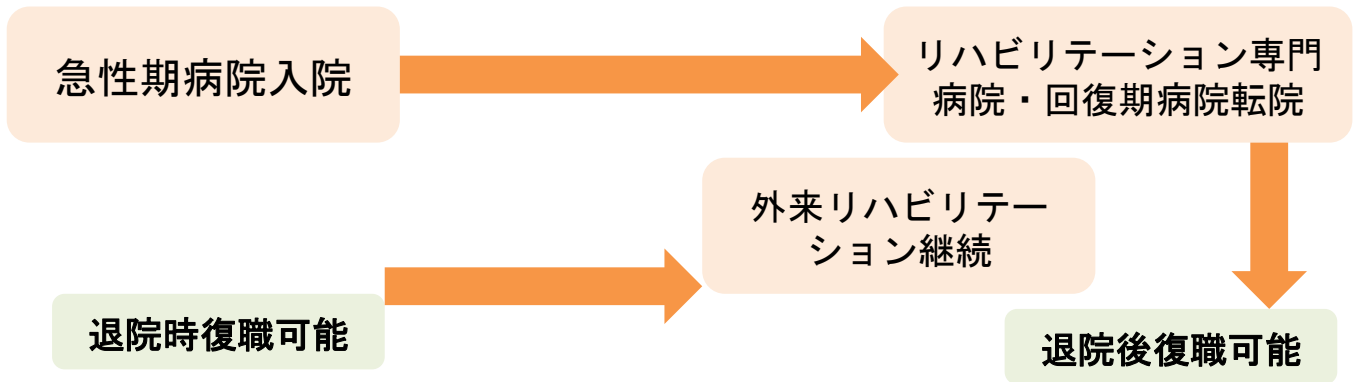 急性期病院入院
リハビリテーション専門
病院・回復期病院転院
外来リハビリテー
ション継続
退院時復職可能
退院後復職可能